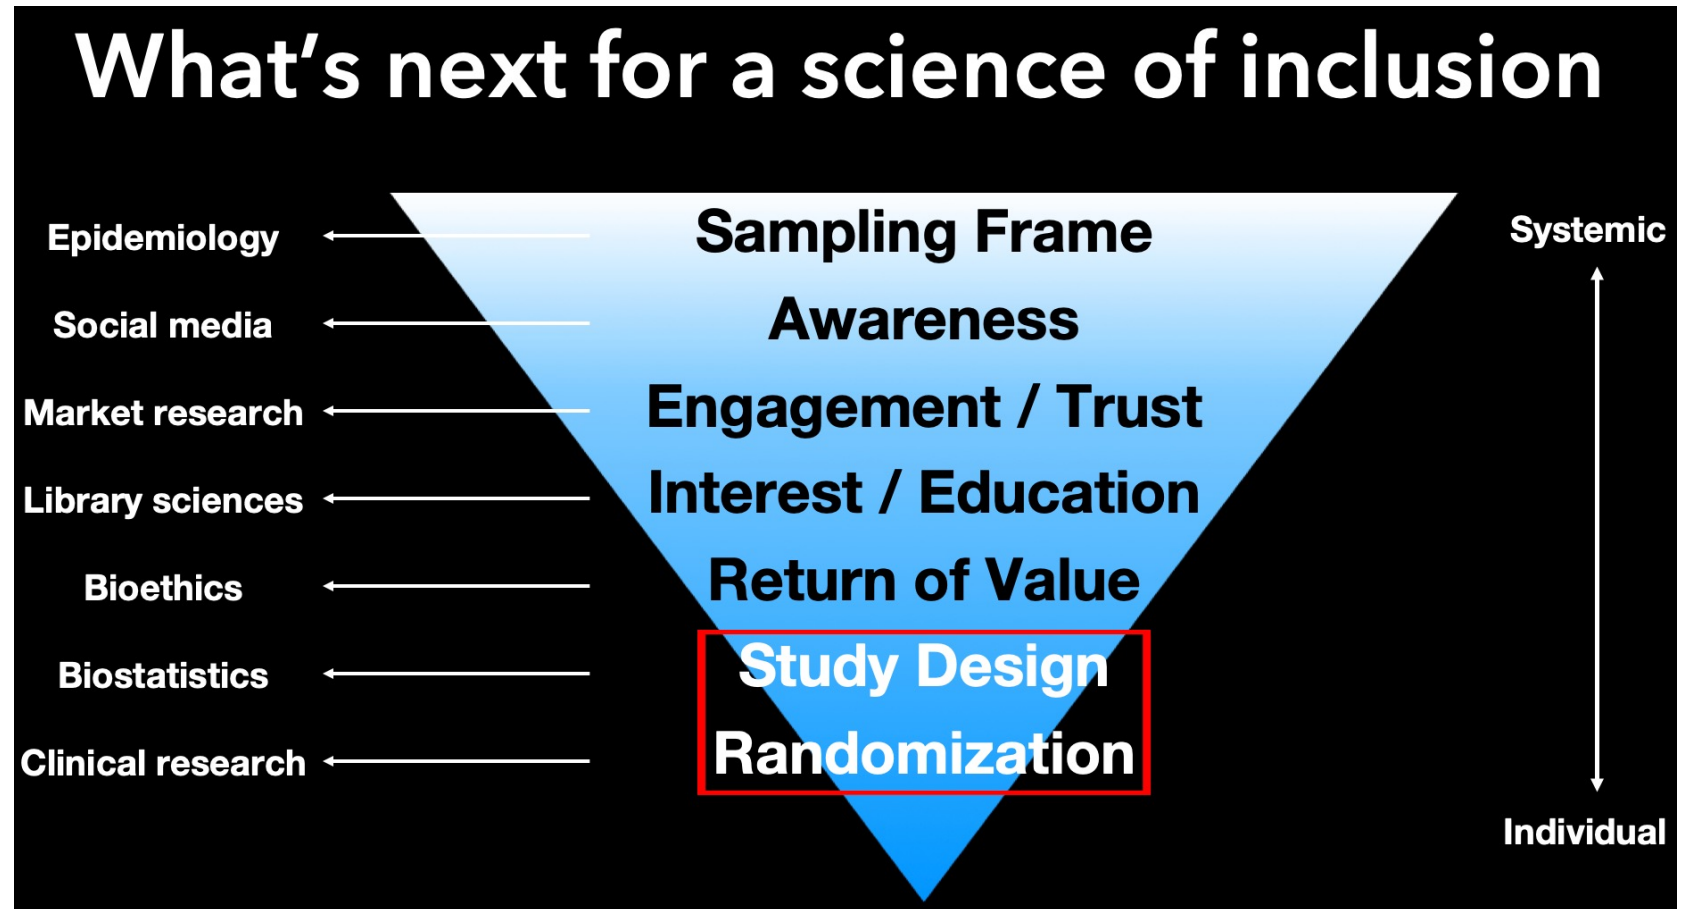 What's next for a science of inclusion
Epidemiology
Sampling Frame
Systemic
Social media
Awareness
Market research
Engagement / Trust
Library sciences
Interest / Education
Bioethics
Return of Value
Biostatistics
Study Design
Clinical research
Randomization
Individual